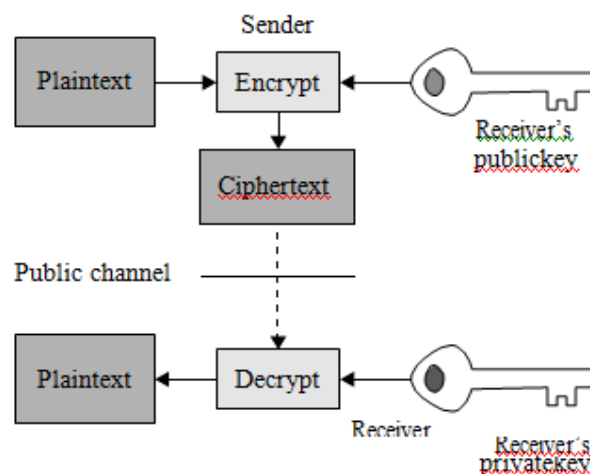 Sender
Plaintext
Encrypt
Receiver's
publickey
Ciphertext
Public channel
Plaintext
Decrypt
Receiver
Receiver's
privatekey